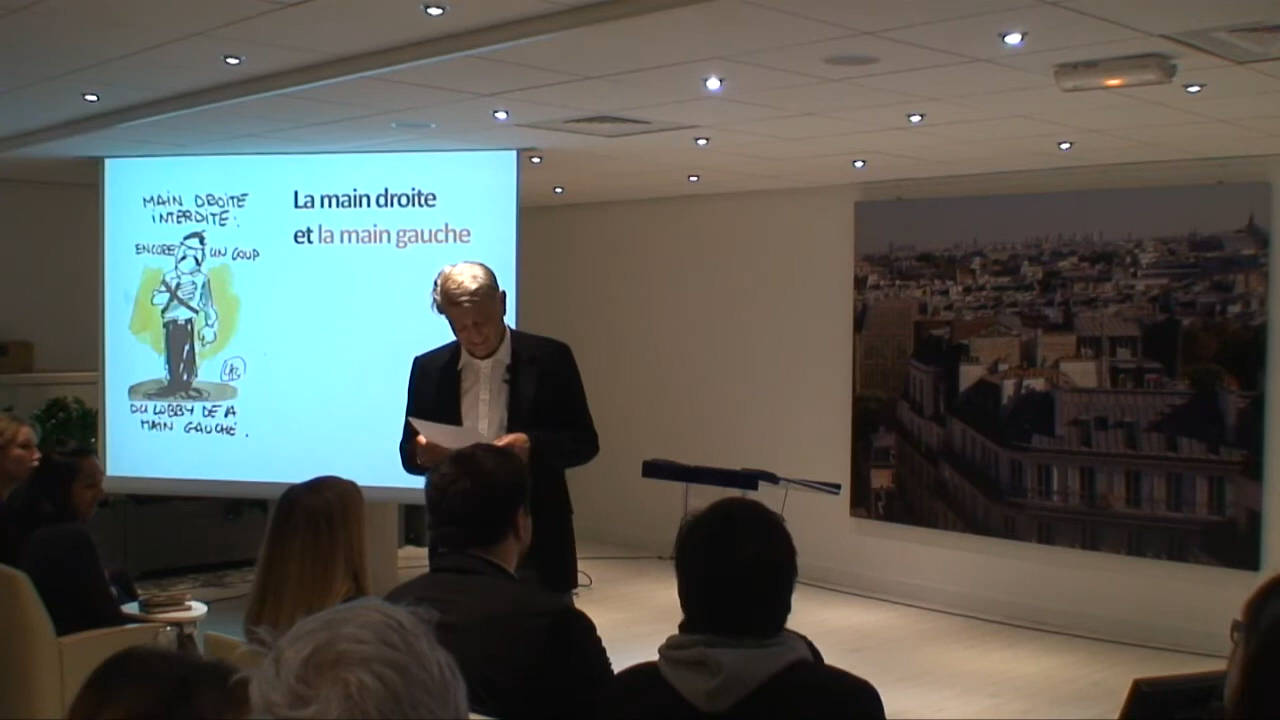 MAIN DROITE
INTERDITE :
ENCORE UN COUP
DU LOBBY DE LA
MAIN GAUCHE.
La main droite
et la main gauche